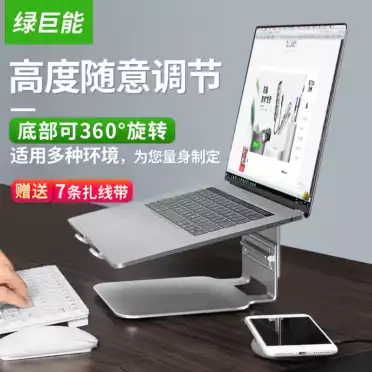 绿巨能
高度随意调节
底部可360°旋转
适用多种环境，为您量身制定
赠送 7条扎线带